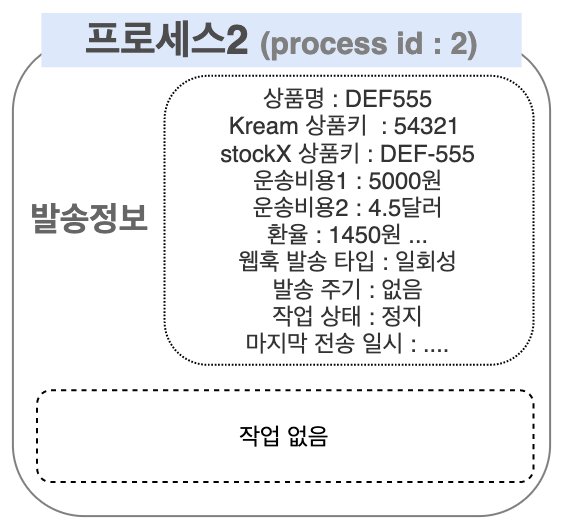 프로세스2 (process id : 2)
발송정보
상품명 : DEF555
Kream 상품키 : 54321
stockX 상품키 : DEF-555
운송비용1 : 5000원
운송비용2 : 4.5달러
환율 : 1450원 ...
웹훅 발송 타입 : 일회성
발송 주기 : 없음
작업 상태 : 정지
마지막 전송 일시 : ....
작업 없음